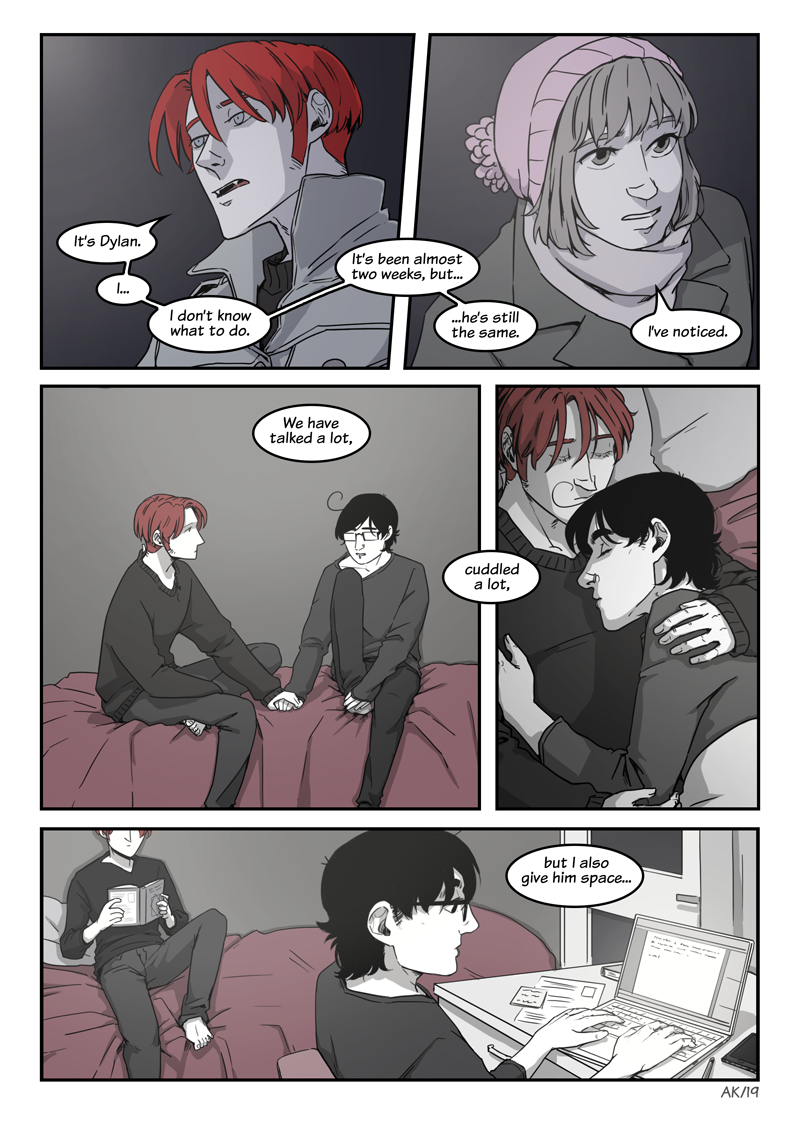 It's Dylan.
I...
I don't know
what to do.
It's been almost
two weeks, but...
...he's still
the same.
I've noticed.
We have
talked a lot,
cuddled
a lot,
but I also
give him space...
AK/19